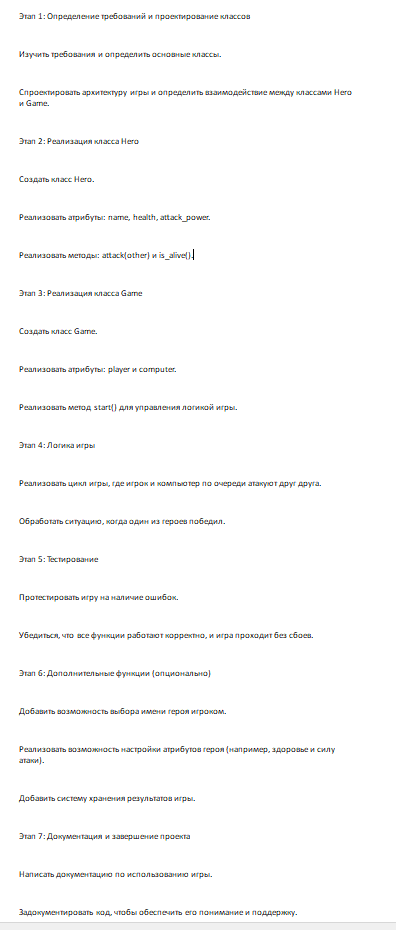 Этап 1: Определение требований и проектирование классов
Изучить требования и определить основные классы.
Спроектировать архитектуру игры и определить взаимодействие между классами Hero
и Game.
Этап 2: Реализация класса Hero
Создать класс Hero.
Реализовать атрибуты: name, health, attack_power.
Реализовать методы: attack(other) и is_alive().
Этап 3: Реализация класса Game
Создать класс Game.
Реализовать атрибуты: player и computer.
Реализовать метод start() для управления логикой игры.
Этап 4: Логика игры
Реализовать цикл игры, где игрок и компьютер по очереди атакуют друг друга.
Обработать ситуацию, когда один из героев победил.
Этап 5: Тестирование
Протестировать игру на наличие ошибок.
Убедиться, что все функции работают корректно, и игра проходит без сбоев.
Этап 6: Дополнительные функции (опционально)
Добавить возможность выбора имени героя игроком.
Реализовать возможность настройки атрибутов героя (например, здоровье и силу
атаки).
Добавить систему хранения результатов игры.
Этап 7: Документация и завершение проекта
Написать документацию по использованию игры.
Задокументировать код, чтобы обеспечить его понимание и поддержку.